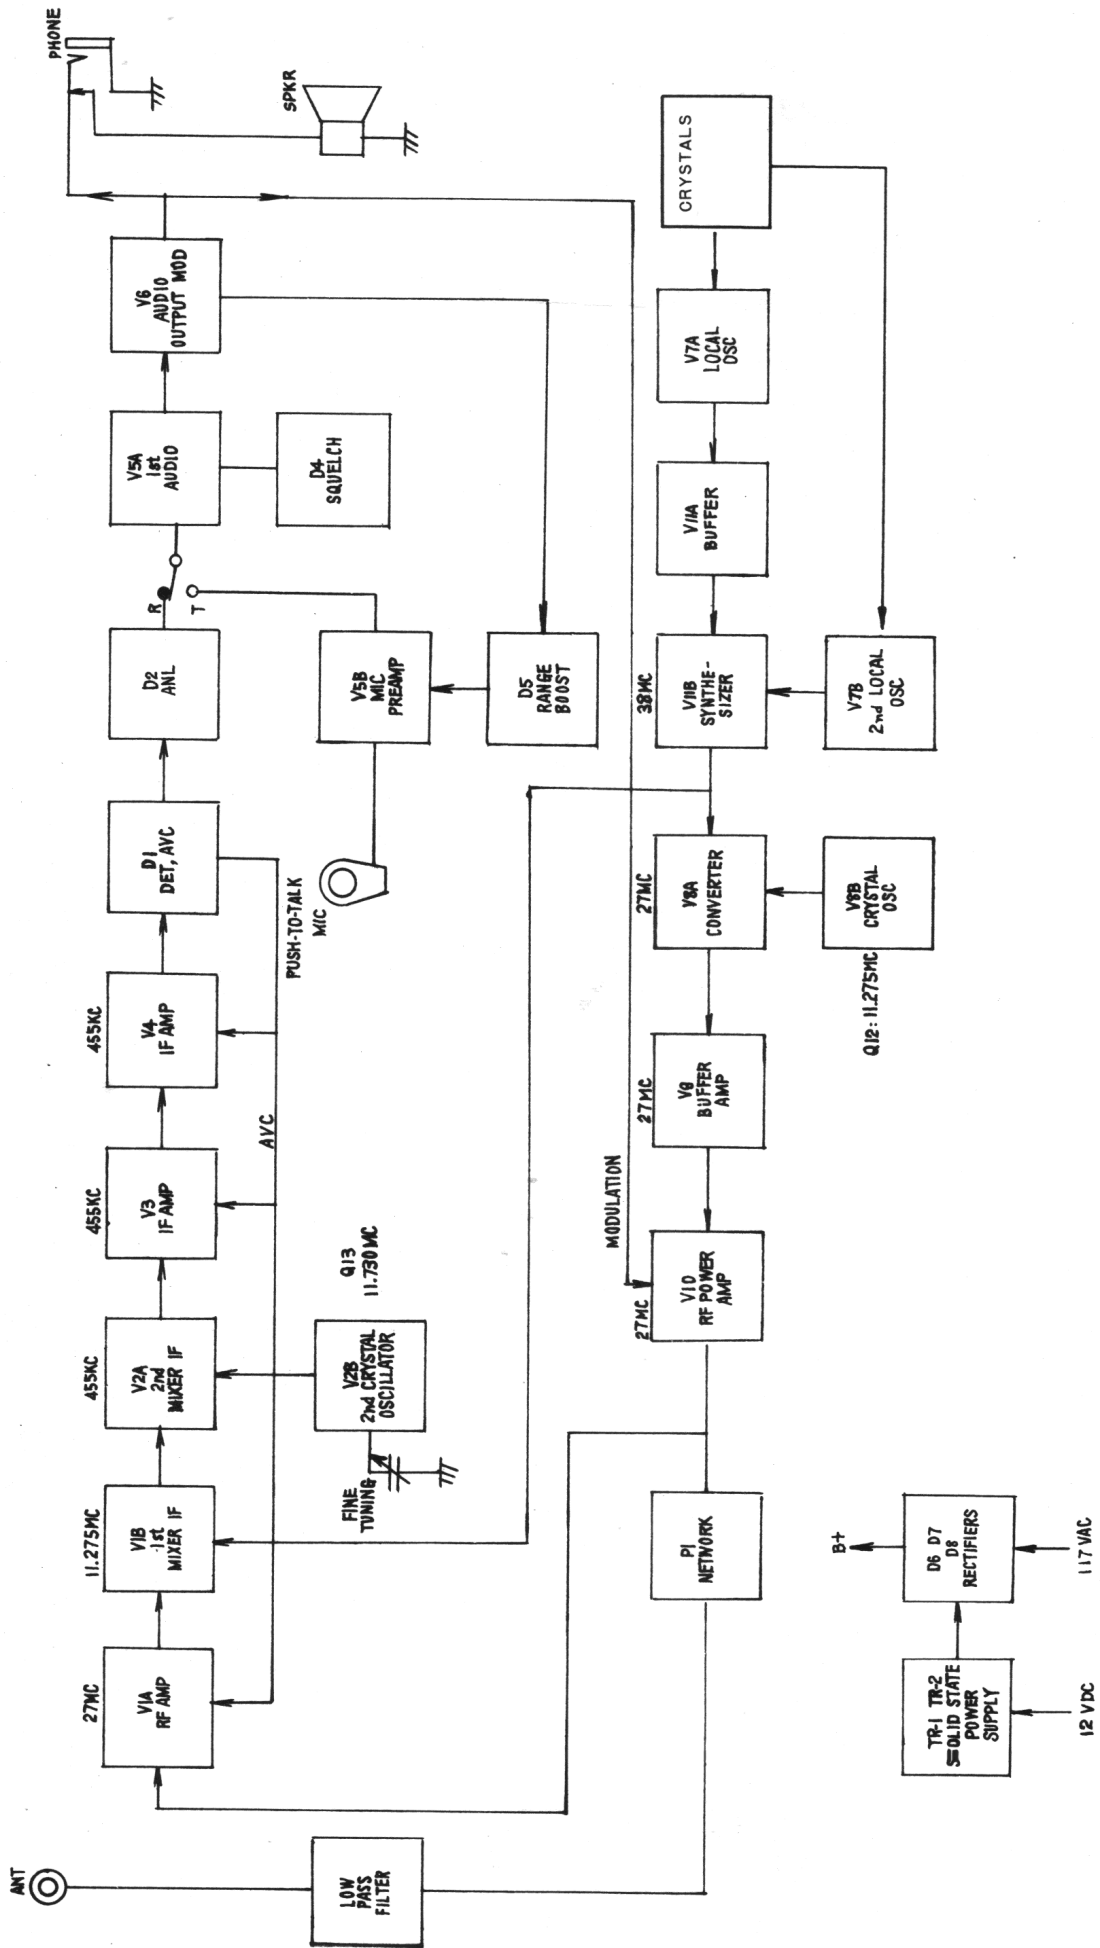 ANT
LOW
PASS
FILTER
27MC
V1A
RF AMP
11.275MC
V1B
1st
MIXER IF
455KC
V2A
2nd
MIXER IF
455KC
V3
IF AMP
455KC
V4
IF AMP
D1
DET, AVC
D2
ANL
R
T
V5A
1st
AUDIO
V6
AUDIO
OUTPUT MOD
PHONE
SPKR
D4
SQUELCH
AVC
FINE
TUNING
V2B
2nd CRYSTAL
OSCILLATOR
Q13
11.730MC
PUSH-TO-TALK
MIC
V5B
MIC
PREAMP
D5
RANGE
BOOST
MODULATION
PI
NETWORK
27MC
V10
RF POWER
AMP
27MC
V9
BUFFER
AMP
27MC
V8A
CONVERTER
38MC
V11B
SYNTHE-
SIZER
V11A
BUFFER
V7A
LOCAL
OSC
CRYSTALS
Q12: 11.275MC
V8B
CRYSTAL
OSC
V7B
2nd LOCAL
OSC
TR-1 TR-2
SOLID STATE
POWER
SUPPLY
12 VDC
B+
D6 D7
D8
RECTIFIERS
117 VAC